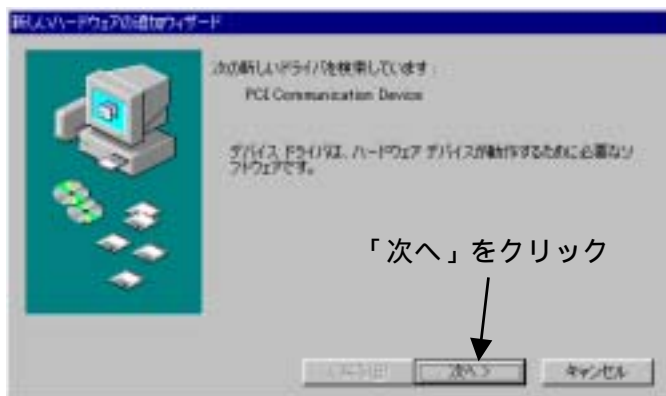 新しいハードウェアの追加ウィザード
次の新しいドライバを検索しています :
PCI Communication Device
デバイス ドライバは、ハードウェア デバイスが動作するために必要なソ
フトウェアです。
「次へ」をクリック
次へ >
キャンセル